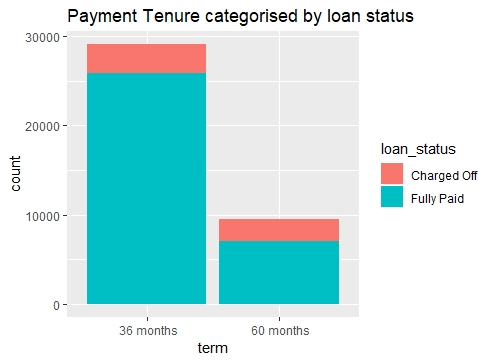 Payment Tenure categorised by loan status
30000
20000
10000
0
count
36 months
60 months
term
loan_status
Charged Off
Fully Paid